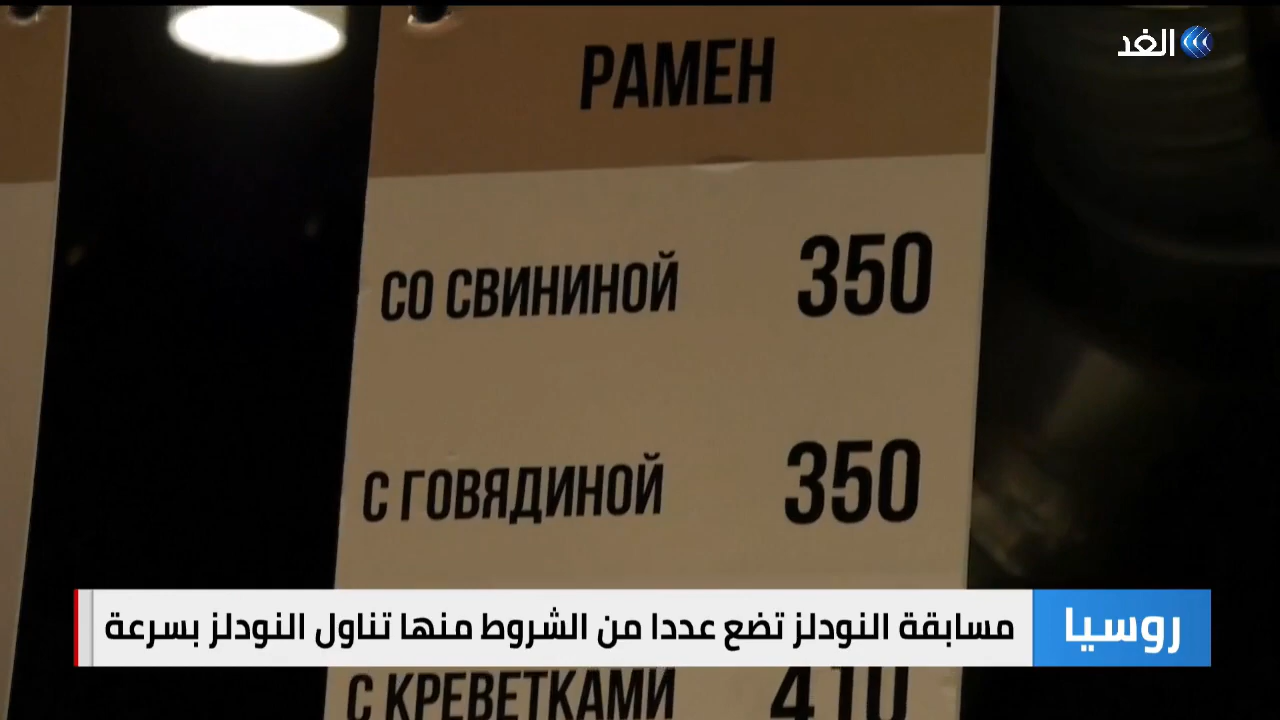 الغد
РАМЕН
СО СВИНИНОЙ 350
С ГОВЯДИНОЙ 350
روسيا
مسابقة النودلز تضع عددا من الشروط منها تناول النودلز بسرعة
С КРЕВЕТКАМИ 410